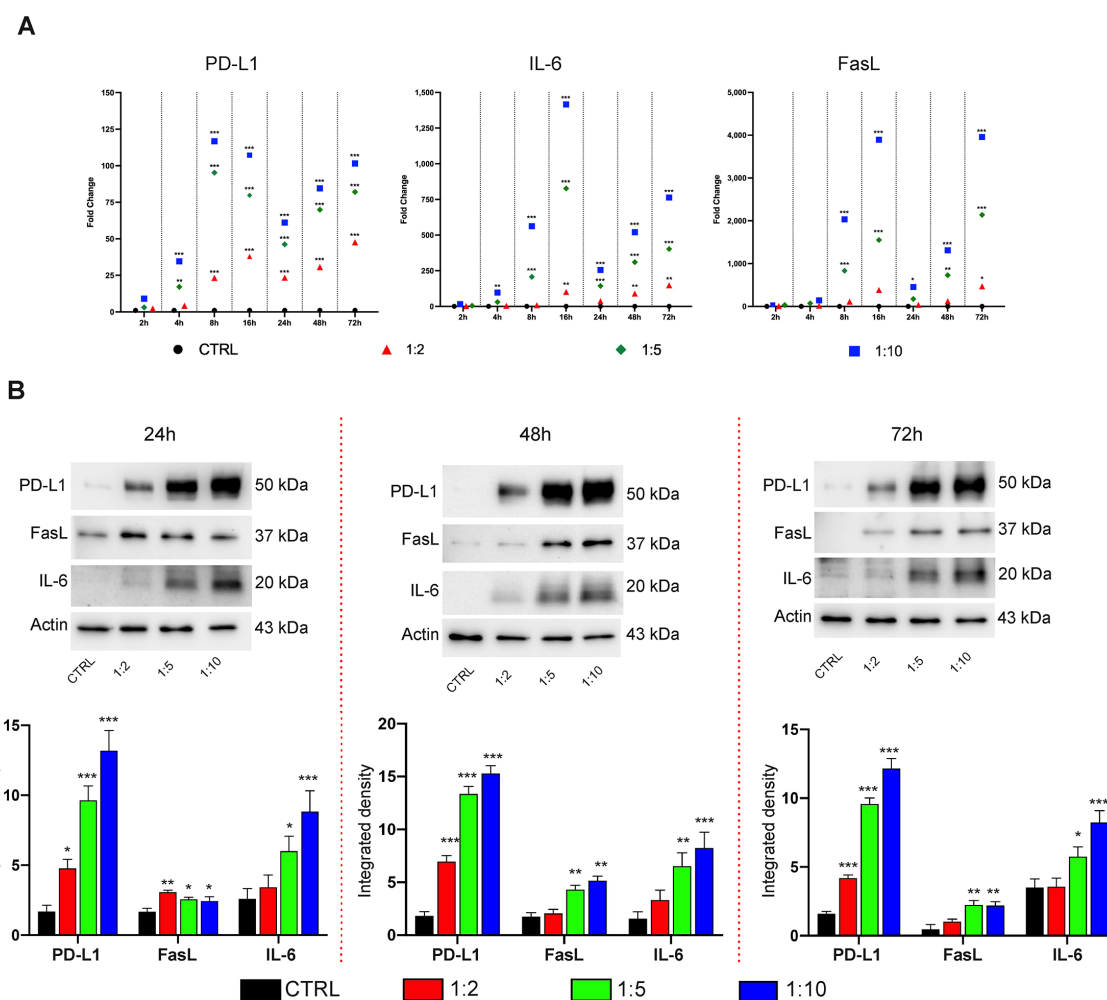 A
PD-L1 IL-6 FasL
150 125 100 75 50 25 0
Fold Change
2h 4h 8h 16h 24h 48h 72h
*** *** *** *** *** *** ** *** *** *** *** *** *** *** *** *** ***
1,500 1,250 1,000 750 500 250 0
Fold Change
2h 4h 8h 16h 24h 48h 72h
** *** *** *** *** *** *** ** *** *** *** *** ** **
5,000 4,000 3,000 2,000 1,000 0
Fold Change
2h 4h 8h 16h 24h 48h 72h
*** *** *** *** * *** ** *** *** *
CTRL 1:2 1:5 1:10
B
24h 48h 72h
PD-L1 50 kDa
FasL 37 kDa
IL-6 20 kDa
Actin 43 kDa
CTRL 1:2 1:5 1:10
PD-L1 50 kDa
FasL 37 kDa
IL-6 20 kDa
Actin 43 kDa
CTRL 1:2 1:5 1:10
PD-L1 50 kDa
FasL 37 kDa
IL-6 20 kDa
Actin 43 kDa
CTRL 1:2 1:5 1:10
15 10 5 0
* *** *** ** * * * ***
PD-L1 FasL IL-6
20 15 10 5 0
Integrated density
*** *** *** ** ** ** ***
PD-L1 FasL IL-6
15 10 5 0
Integrated density
*** *** *** ** ** * ***
PD-L1 FasL IL-6
CTRL 1:2 1:5 1:10